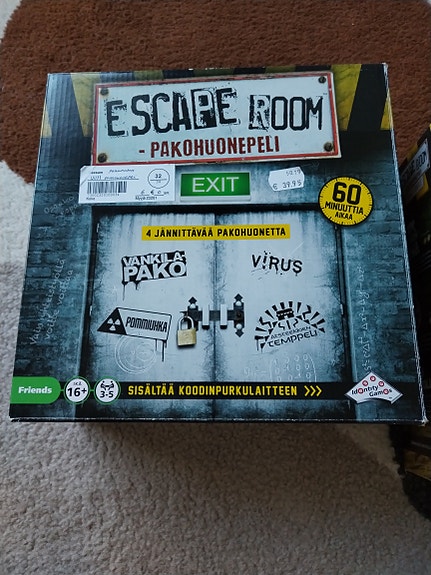 ESCAPE ROOM
- PAKOHUONEPELI
32
EXIT
€ 39.95
60
MINUUTTIA
AIKAA
4 JÄNNITTÄVÄÄ PAKOHUONETTA
VANKILA
PAKO
VIRUS
POMMIUHKA
TEMPPELI
Friends
IKÄ
16+
3-5
SISÄLTÄÄ KOODINPURKULAITTEEN >>>
Identity
Games